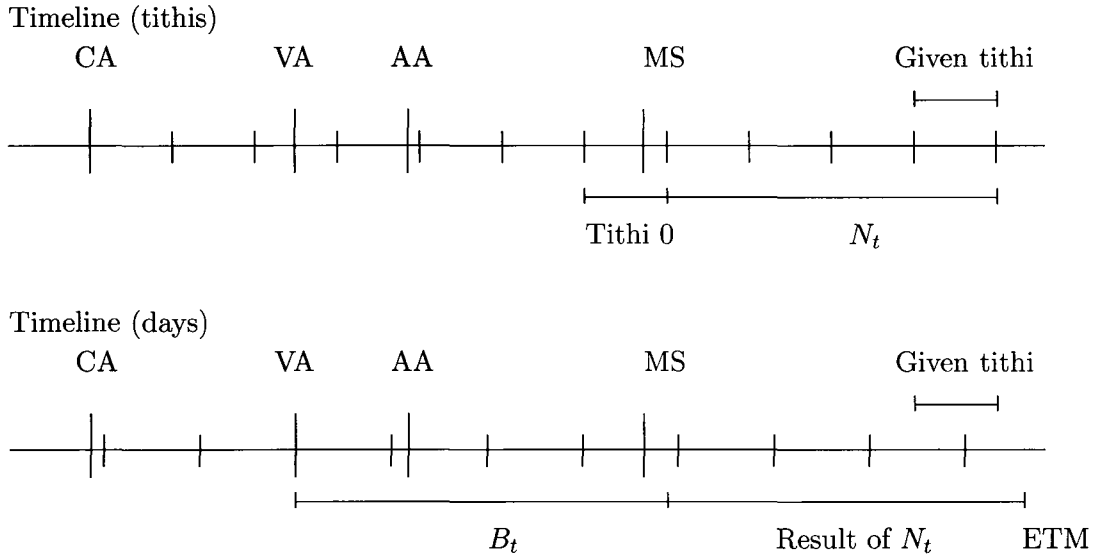 Timeline (tithis)
CA VA AA MS Given tithi
Tithi 0 N_t
Timeline (days)
CA VA AA MS Given tithi
B_t Result of N_t ETM